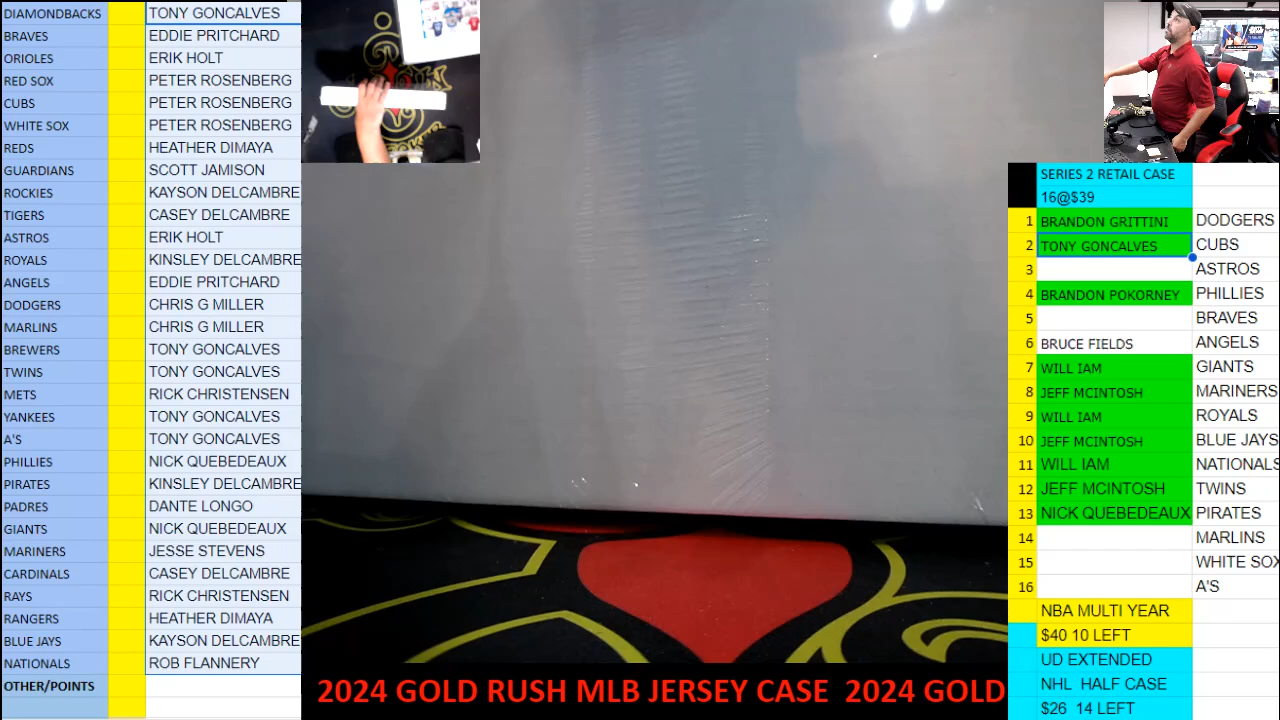 DIAMONDBACKS TONY GONCALVES
BRAVES EDDIE PRITCHARD
ORIOLES ERIK HOLT
RED SOX PETER ROSENBERG
CUBS PETER ROSENBERG
WHITE SOX PETER ROSENBERG
REDS HEATHER DIMAYA
GUARDIANS SCOTT JAMISON
ROCKIES KAYSON DELCAMBRE
TIGERS CASEY DELCAMBRE
ASTROS ERIK HOLT
ROYALS KINSLEY DELCAMBRE
ANGELS EDDIE PRITCHARD
DODGERS CHRIS G MILLER
MARLINS CHRIS G MILLER
BREWERS TONY GONCALVES
TWINS TONY GONCALVES
METS RICK CHRISTENSEN
YANKEES TONY GONCALVES
A'S TONY GONCALVES
PHILLIES NICK QUEBEDEAUX
PIRATES KINSLEY DELCAMBRE
PADRES DANTE LONGO
GIANTS NICK QUEBEDEAUX
MARINERS JESSE STEVENS
CARDINALS CASEY DELCAMBRE
RAYS RICK CHRISTENSEN
RANGERS HEATHER DIMAYA
BLUE JAYS KAYSON DELCAMBRE
NATIONALS ROB FLANNERY
OTHER/POINTS
SERIES 2 RETAIL CASE
16@$39
1 BRANDON GRITTINI DODGERS
2 TONY GONCALVES CUBS
3 ASTROS
4 BRANDON POKORNEY PHILLIES
5 BRAVES
6 BRUCE FIELDS ANGELS
7 WILL IAM GIANTS
8 JEFF MCINTOSH MARINERS
9 WILL IAM ROYALS
10 JEFF MCINTOSH BLUE JAYS
11 WILL IAM NATIONALS
12 JEFF MCINTOSH TWINS
13 NICK QUEBEDEAUX PIRATES
14 MARLINS
15 WHITE SOX
16 A'S
NBA MULTI YEAR
$40 10 LEFT
UD EXTENDED
NHL HALF CASE
$26 14 LEFT
2024 GOLD RUSH MLB JERSEY CASE 2024 GOLD